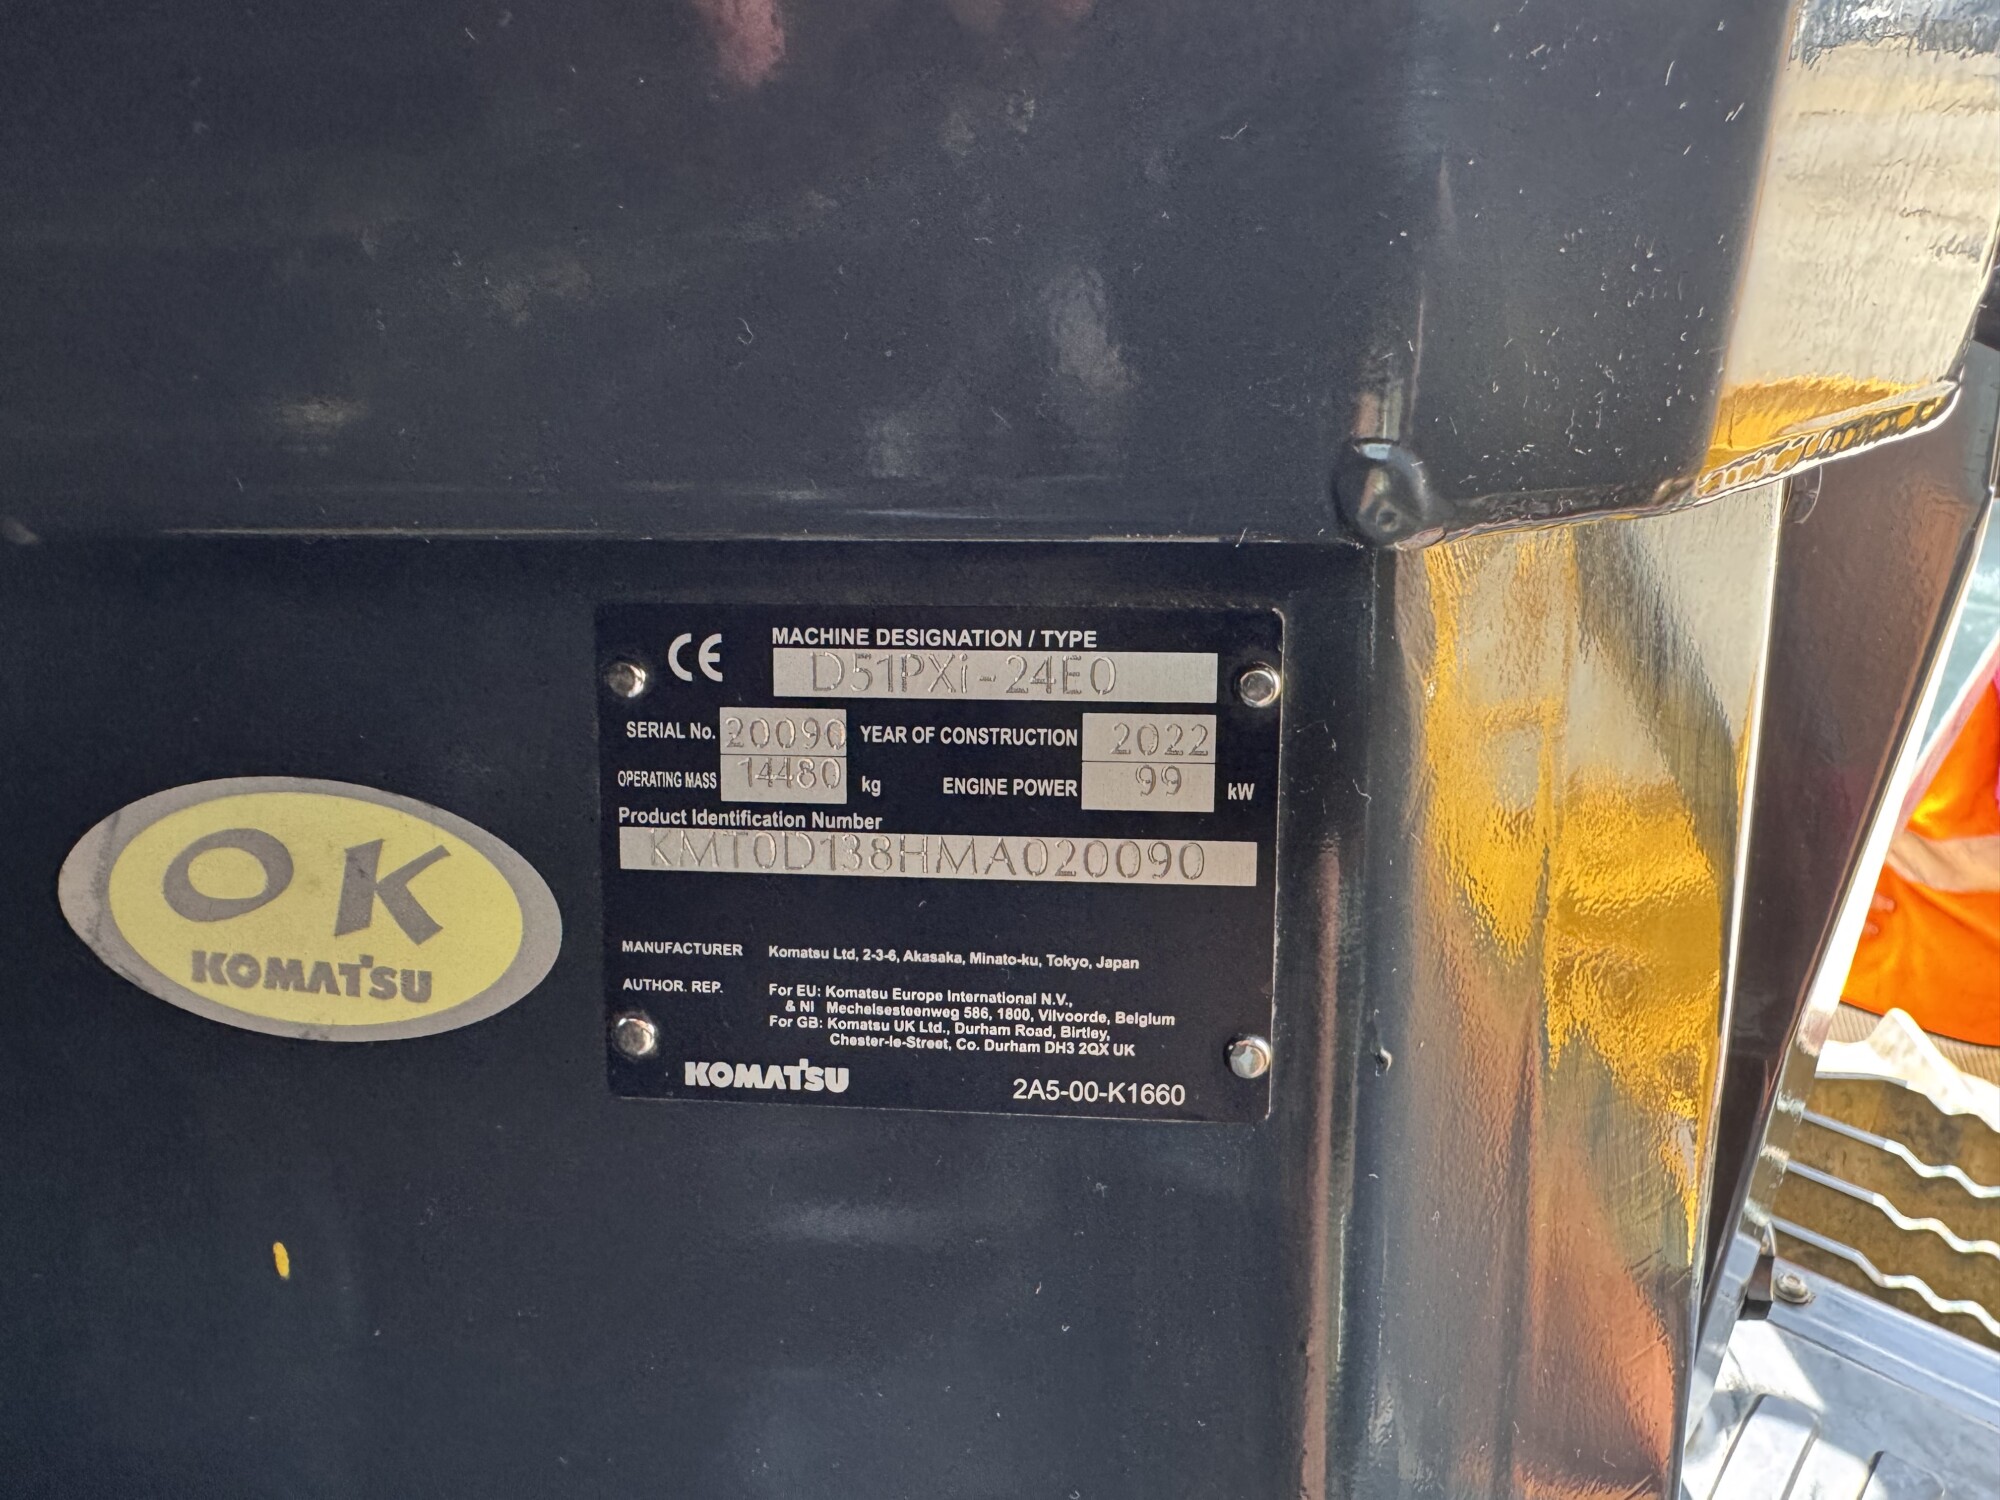 CE
MACHINE DESIGNATION / TYPE
D51PXi-24E0
SERIAL No. 20090 YEAR OF CONSTRUCTION 2022
OPERATING MASS 14480 kg ENGINE POWER 99 kW
Product Identification Number
KMT0D138HMA020090
MANUFACTURER Komatsu Ltd, 2-3-6, Akasaka, Minato-ku, Tokyo, Japan
AUTHOR. REP. For EU: Komatsu Europe International N.V.,
& NI Mechelsesteenweg 586, 1800, Vilvoorde, Belgium
For GB: Komatsu UK Ltd., Durham Road, Birtley,
Chester-le-Street, Co. Durham DH3 2QX UK
KOMATSU 2A5-00-K1660
OK
KOMATSU